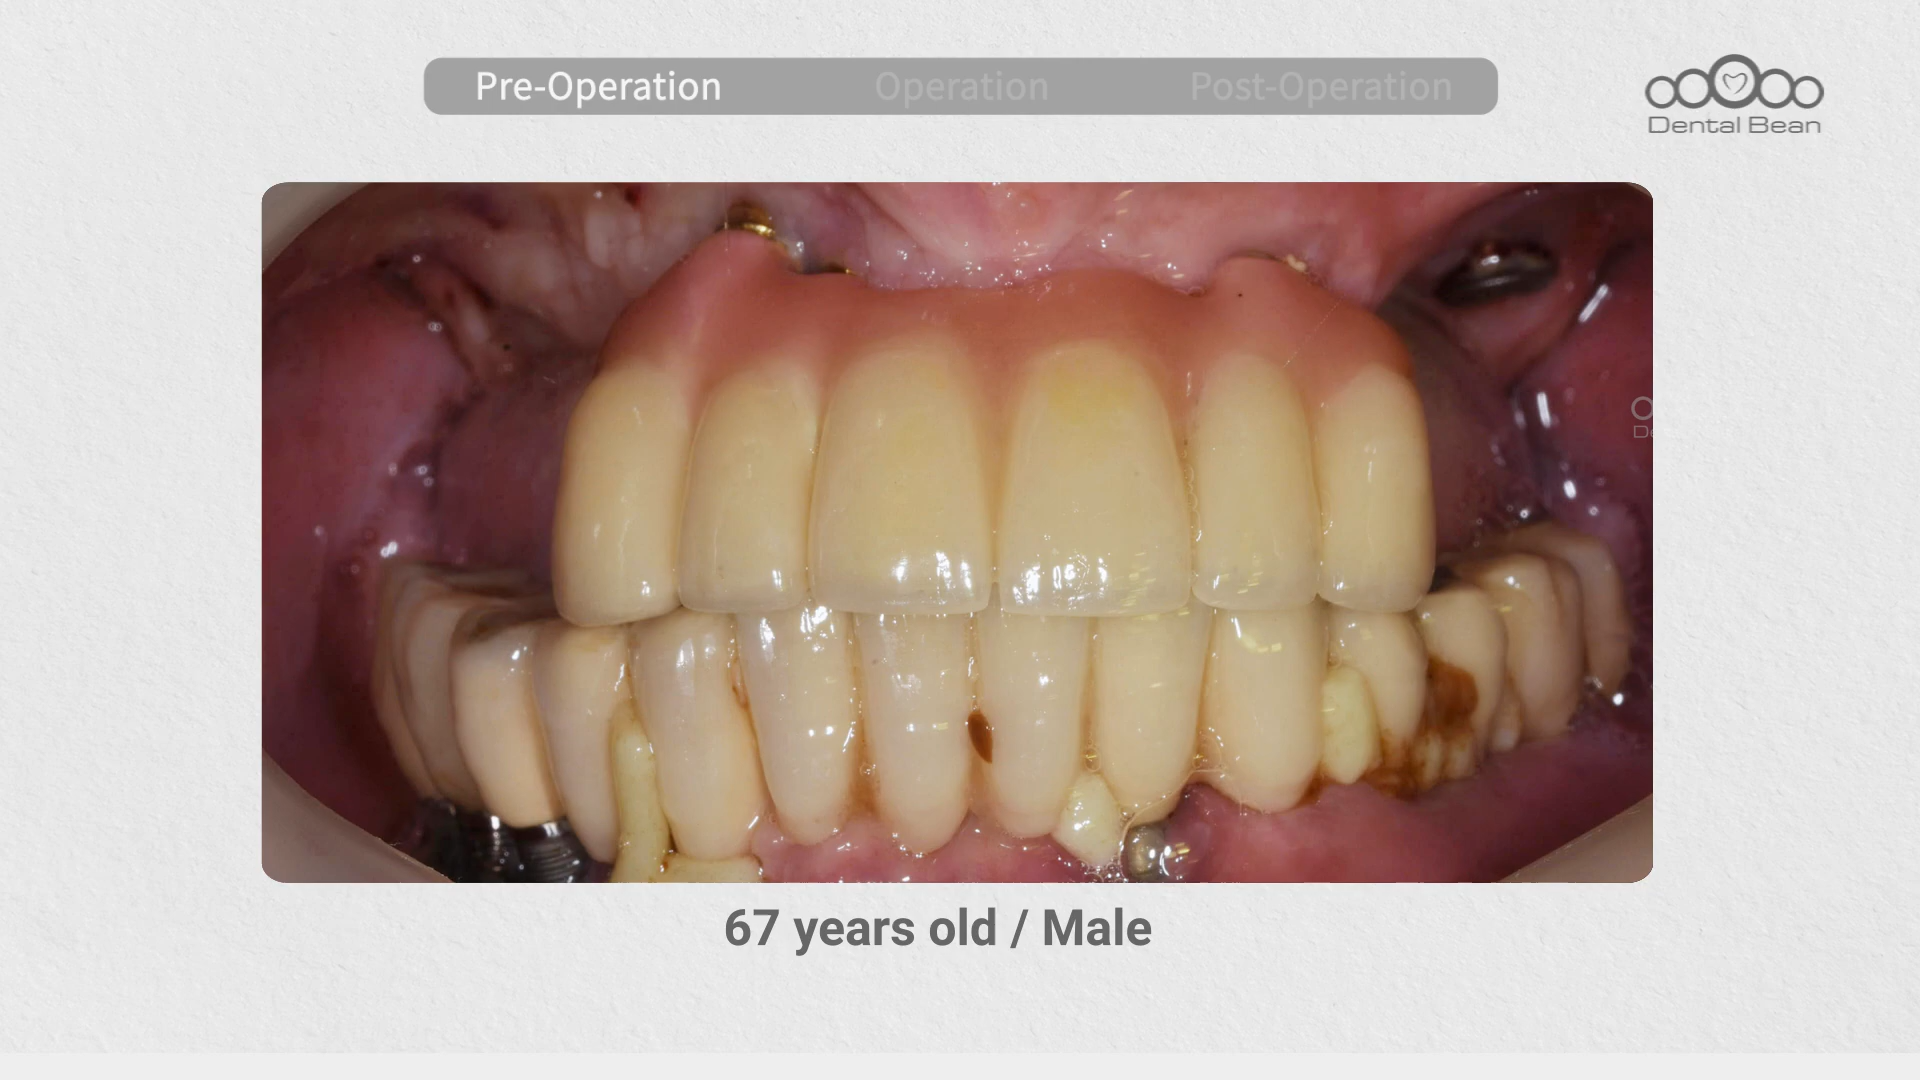 Pre-Operation
Operation
Post-Operation
Dental Bean
67 years old / Male